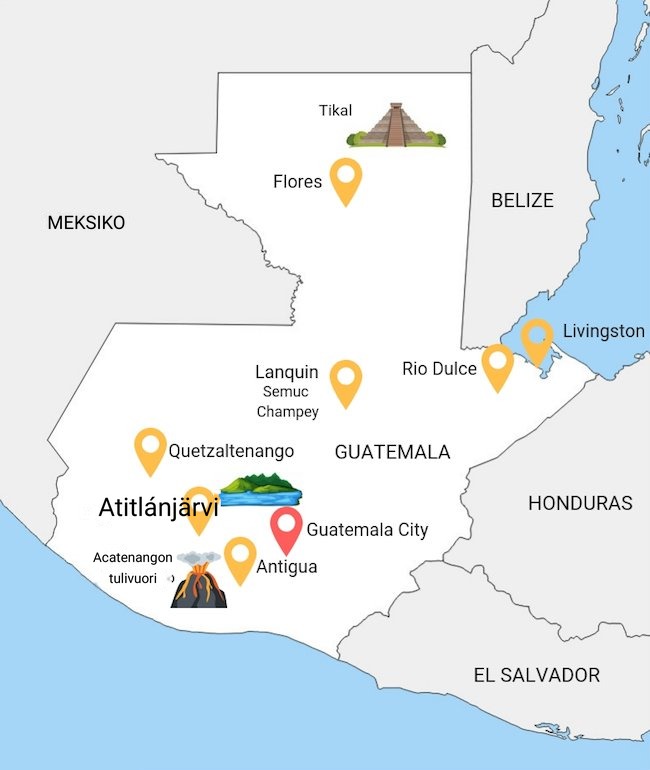 Tikal
Flores
BELIZE
MEKSIKO
Livingston
Rio Dulce
Lanquin
Semuc
Champey
Quetzaltenango
GUATEMALA
Atitlánjärvi
HONDURAS
Guatemala City
Acatenangon
tulivuori
Antigua
EL SALVADOR